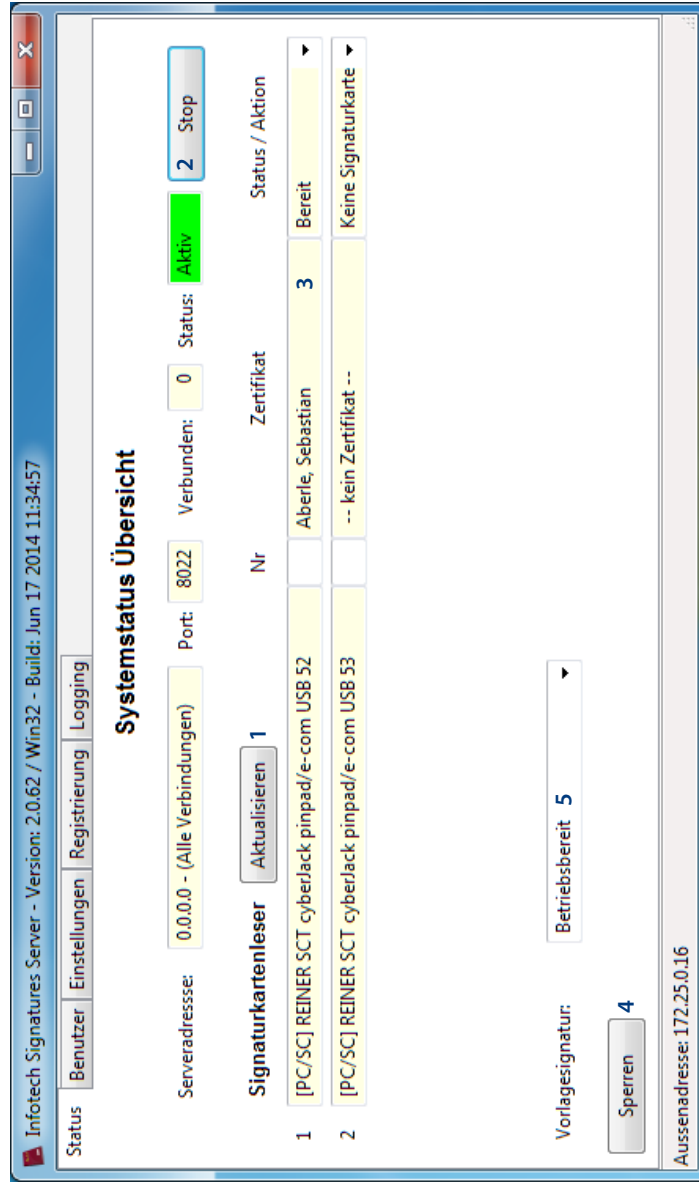 Infotech Signatures Server - Version: 2.0.62 / Win32 - Build: Jun 17 2014 11:34:57
Status Benutzer Einstellungen Registrierung Logging
Systemstatus Übersicht
Serveradressse: 0.0.0.0 - (Alle Verbindungen) Port: 8022 Verbunden: 0 Status: Aktiv 2 Stop
Signaturkartenleser Aktualisieren 1 Nr Zertifikat Status / Aktion
1 [PC/SC] REINER SCT cyberJack pinpad/e-com USB 52 Aberle, Sebastian 3 Bereit
2 [PC/SC] REINER SCT cyberJack pinpad/e-com USB 53 -- kein Zertifikat -- Keine Signaturkarte
Vorlagesignatur: Betriebsbereit 5
Sperren 4
Aussenadresse: 172.25.0.16